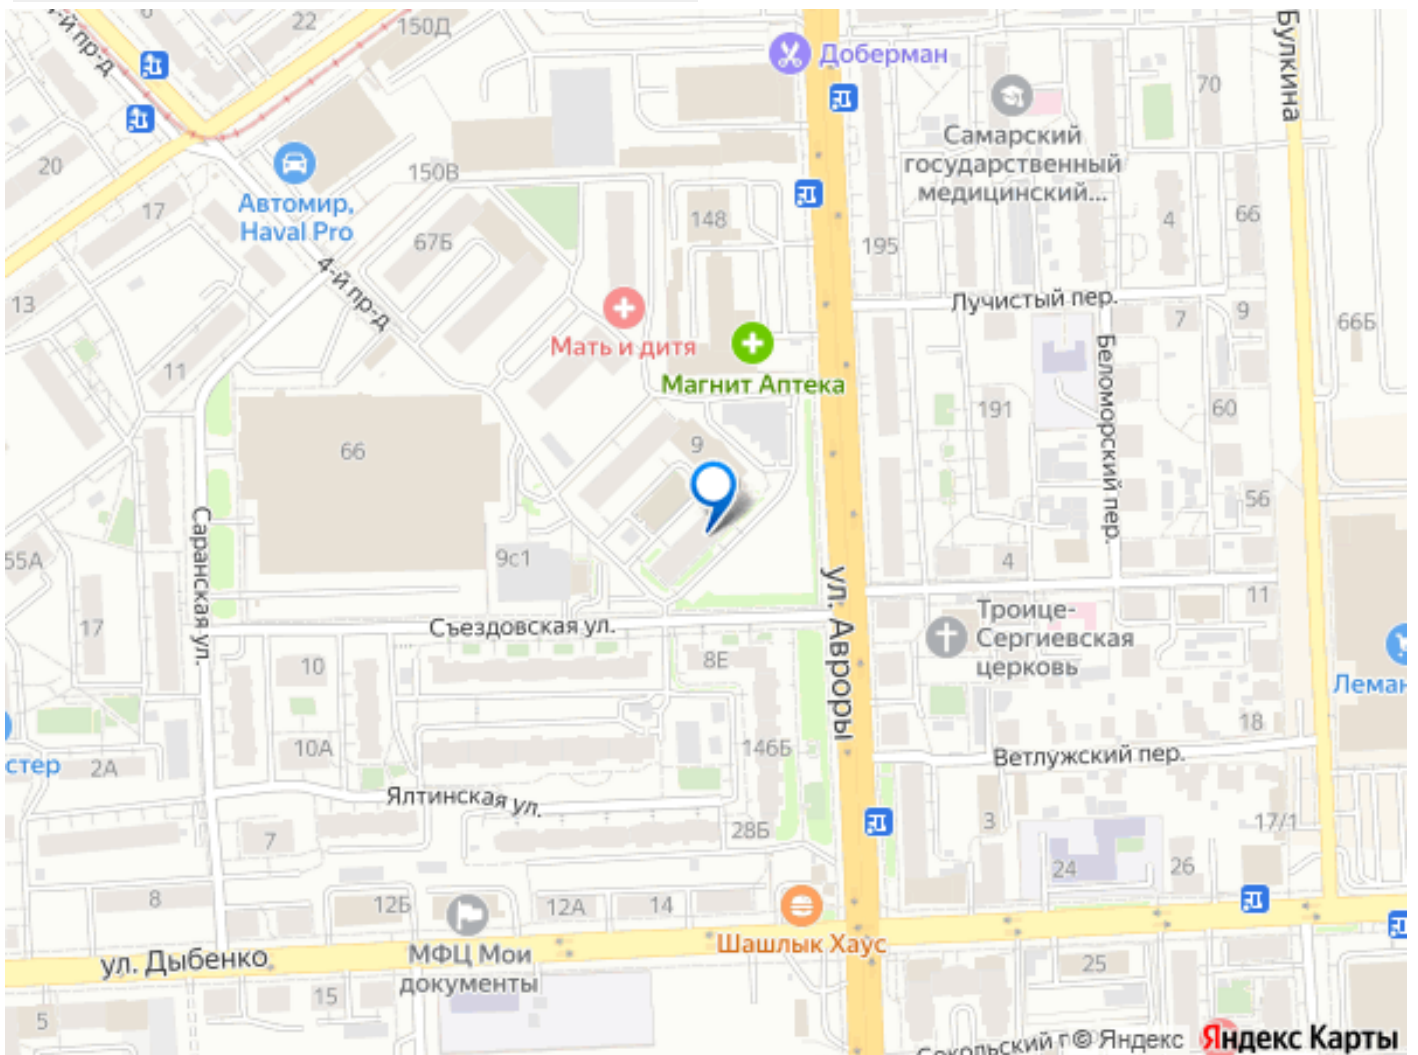 22
150Д
Доберман
Булкина
70
20
17
Автомир,
Haval Pro
150В
67Б
148
195
Самарский
государственный
медицинский...
4
66
4-й пр-д
13
11
Мать и дитя
Магнит Аптека
Лучистый пер.
7
9
66Б
Беломорский пер.
191
60
66
9
56
Саранская ул.
55А
9с1
ул. Авроры
4
11
Троице-
Сергиевская
церковь
17
Съездовская ул.
10
8Е
Леман
18
10А
146Б
Ветлужский пер.
стер
2А
Ялтинская ул.
7
28Б
3
17/1
24
26
8
12Б
12А
14
Шашлык Хаус
МФЦ Мои
документы
ул. Дыбенко
25
15
5
© Яндекс
Яндекс Карты